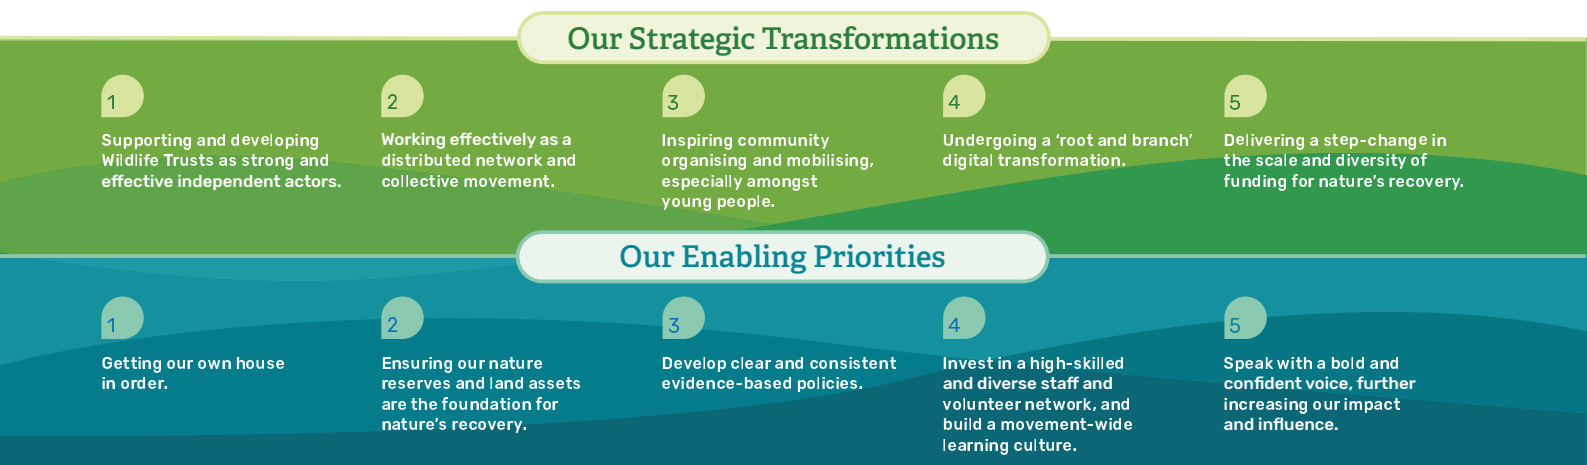 Our Strategic Transformations
1
Supporting and developing
Wildlife Trusts as strong and
effective independent actors.
2
Working effectively as a
distributed network and
collective movement.
3
Inspiring community
organising and mobilising,
especially amongst
young people.
4
Undergoing a ‘root and branch’
digital transformation.
5
Delivering a step-change in
the scale and diversity of
funding for nature’s recovery.
Our Enabling Priorities
1
Getting our own house
in order.
2
Ensuring our nature
reserves and land assets
are the foundation for
nature’s recovery.
3
Develop clear and consistent
evidence-based policies.
4
Invest in a high-skilled
and diverse staff and
volunteer network, and
build a movement-wide
learning culture.
5
Speak with a bold and
confident voice, further
increasing our impact
and influence.